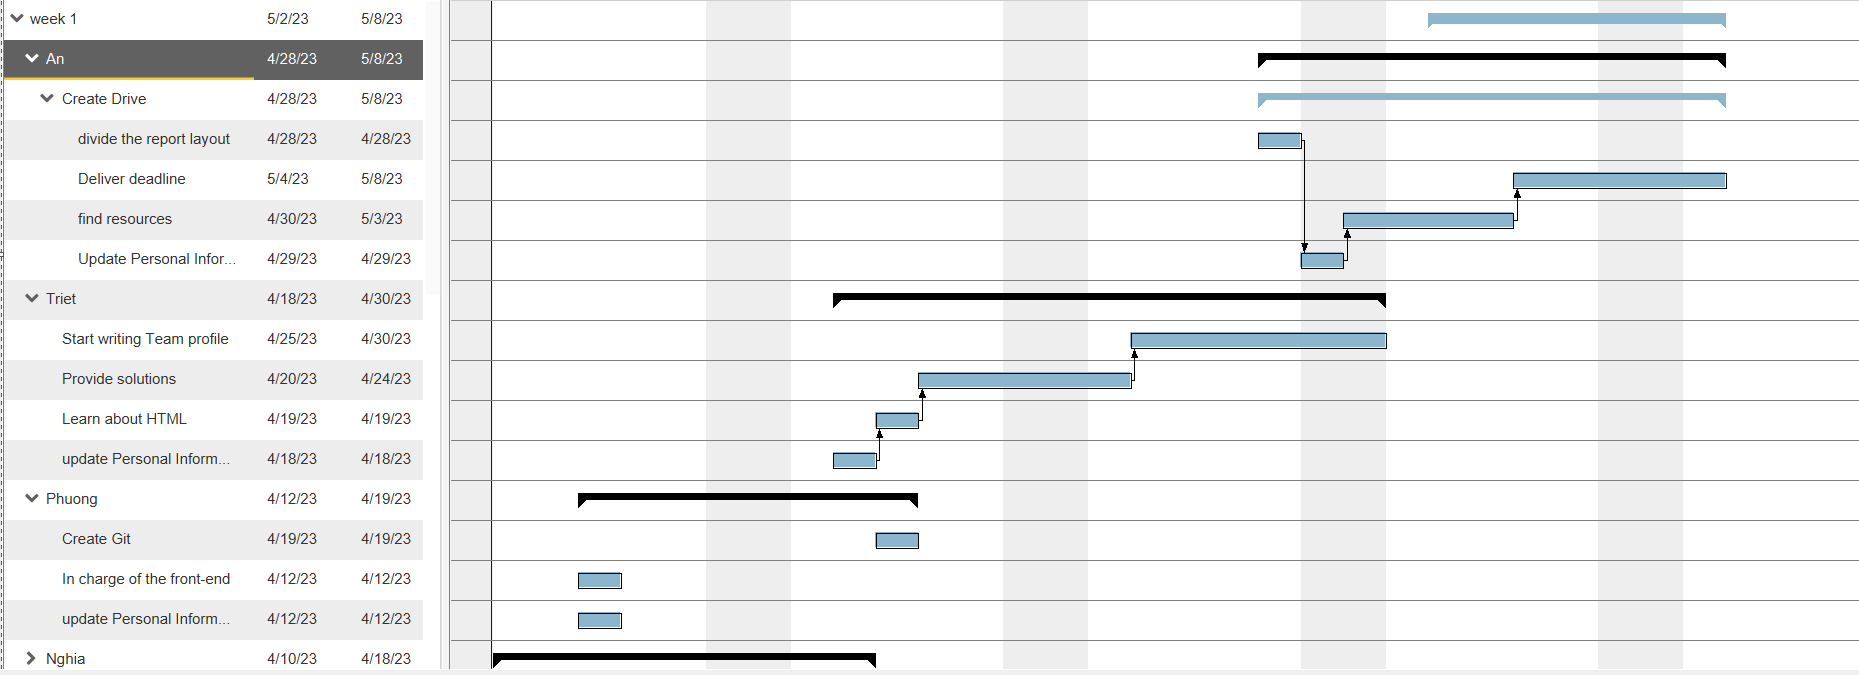 week 1 5/2/23 5/8/23
An 4/28/23 5/8/23
Create Drive 4/28/23 5/8/23
divide the report layout 4/28/23 4/28/23
Deliver deadline 5/4/23 5/8/23
find resources 4/30/23 5/3/23
Update Personal Infor... 4/29/23 4/29/23
Triet 4/18/23 4/30/23
Start writing Team profile 4/25/23 4/30/23
Provide solutions 4/20/23 4/24/23
Learn about HTML 4/19/23 4/19/23
update Personal Inform... 4/18/23 4/18/23
Phuong 4/12/23 4/19/23
Create Git 4/19/23 4/19/23
In charge of the front-end 4/12/23 4/12/23
update Personal Inform... 4/12/23 4/12/23
Nghia 4/10/23 4/18/23